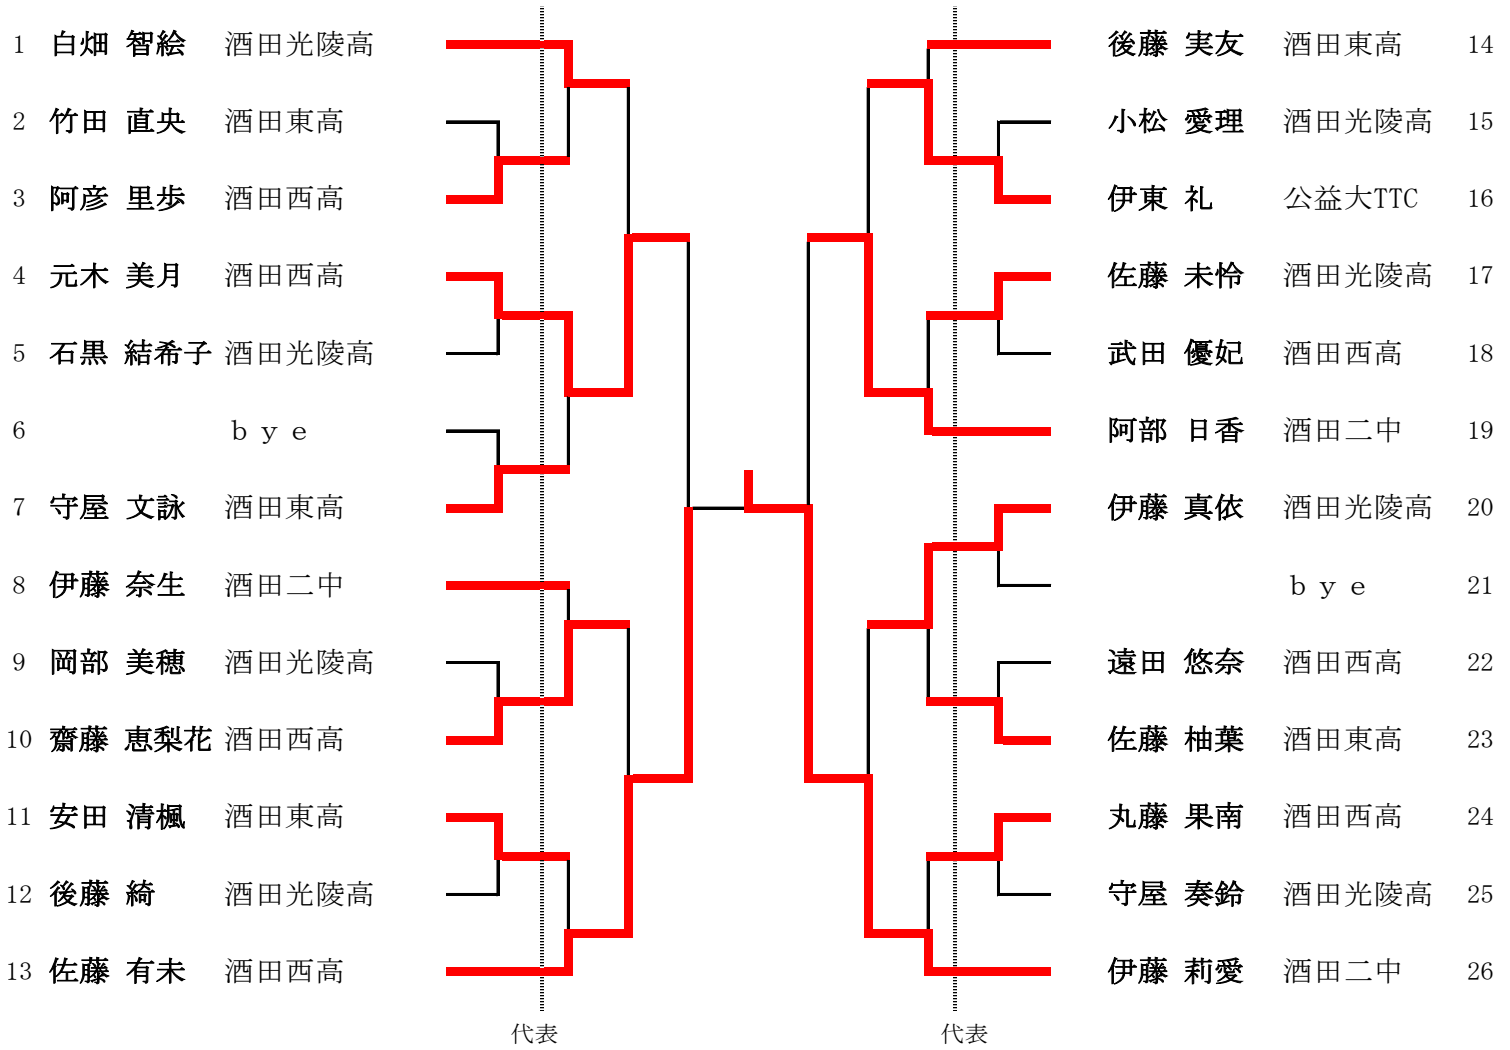 1 白畑 智絵 酒田光陵高
2 竹田 直央 酒田東高
3 阿彦 里歩 酒田西高
4 元木 美月 酒田西高
5 石黒 結希子 酒田光陵高
6 ｂｙｅ
7 守屋 文詠 酒田東高
8 伊藤 奈生 酒田二中
9 岡部 美穂 酒田光陵高
10 齋藤 恵梨花 酒田西高
11 安田 清楓 酒田東高
12 後藤 綺 酒田光陵高
13 佐藤 有未 酒田西高
代表
後藤 実友 酒田東高 14
小松 愛理 酒田光陵高 15
伊東 礼 公益大TTC 16
佐藤 未怜 酒田光陵高 17
武田 優妃 酒田西高 18
阿部 日香 酒田二中 19
伊藤 真依 酒田光陵高 20
ｂｙｅ 21
遠田 悠奈 酒田西高 22
佐藤 柚葉 酒田東高 23
丸藤 果南 酒田西高 24
守屋 奏鈴 酒田光陵高 25
伊藤 莉愛 酒田二中 26
代表